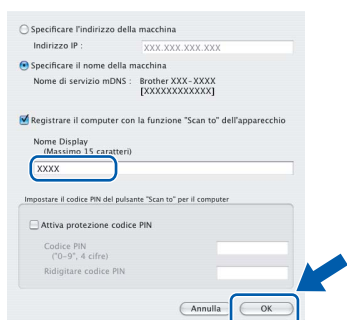 Specificare l'indirizzo della macchina
Indirizzo IP : XXX.XXX.XXX.XXX
Specificare il nome della macchina
Nome di servizio mDNS : Brother XXX-XXXX
[XXXXXXXXXXXX]
Registrare il computer con la funzione "Scan to" dell'apparecchio
Nome Display
(Massimo 15 caratteri)
XXXX
Impostare il codice PIN del pulsante "Scan to" per il computer
Attiva protezione codice PIN
Codice PIN
("0-9", 4 cifre)
Ridigitare codice PIN
Annulla OK